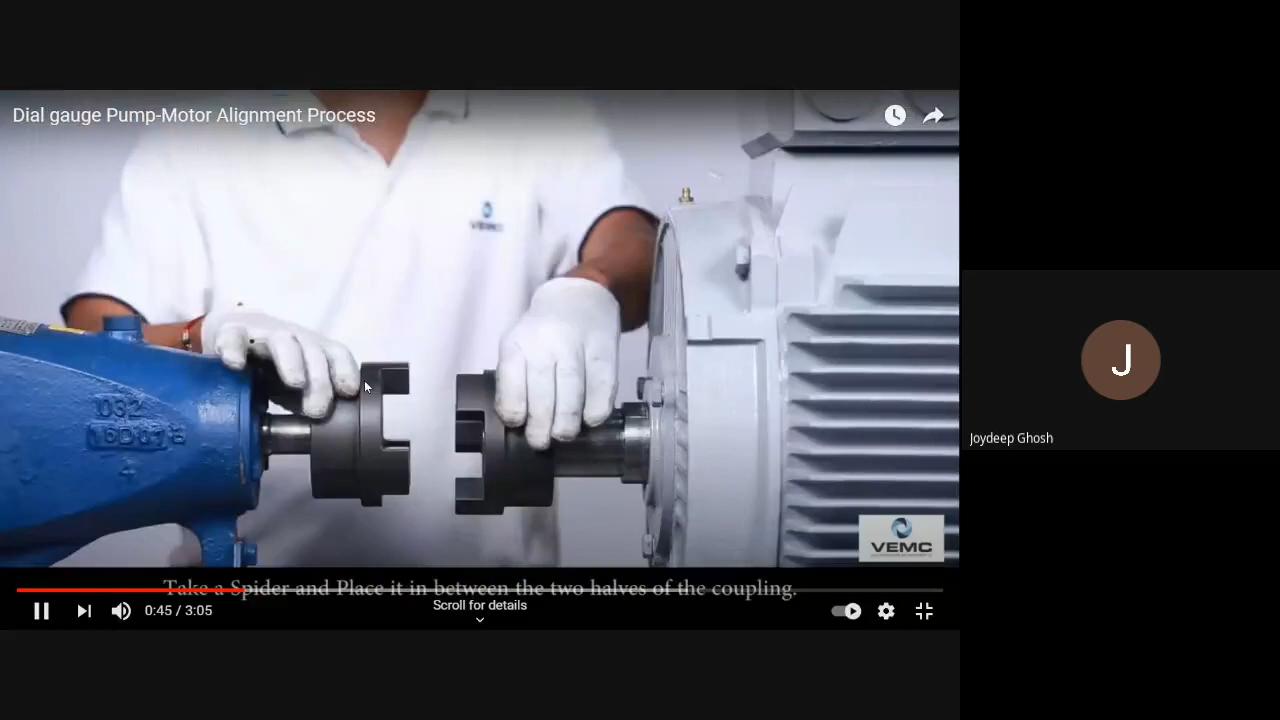 Dial gauge Pump-Motor Alignment Process
VEMC
032
VEMC
Take a Spider and Place it in between the two halves of the coupling.
0:45 / 3:05
Scroll for details
J
Joydeep Ghosh